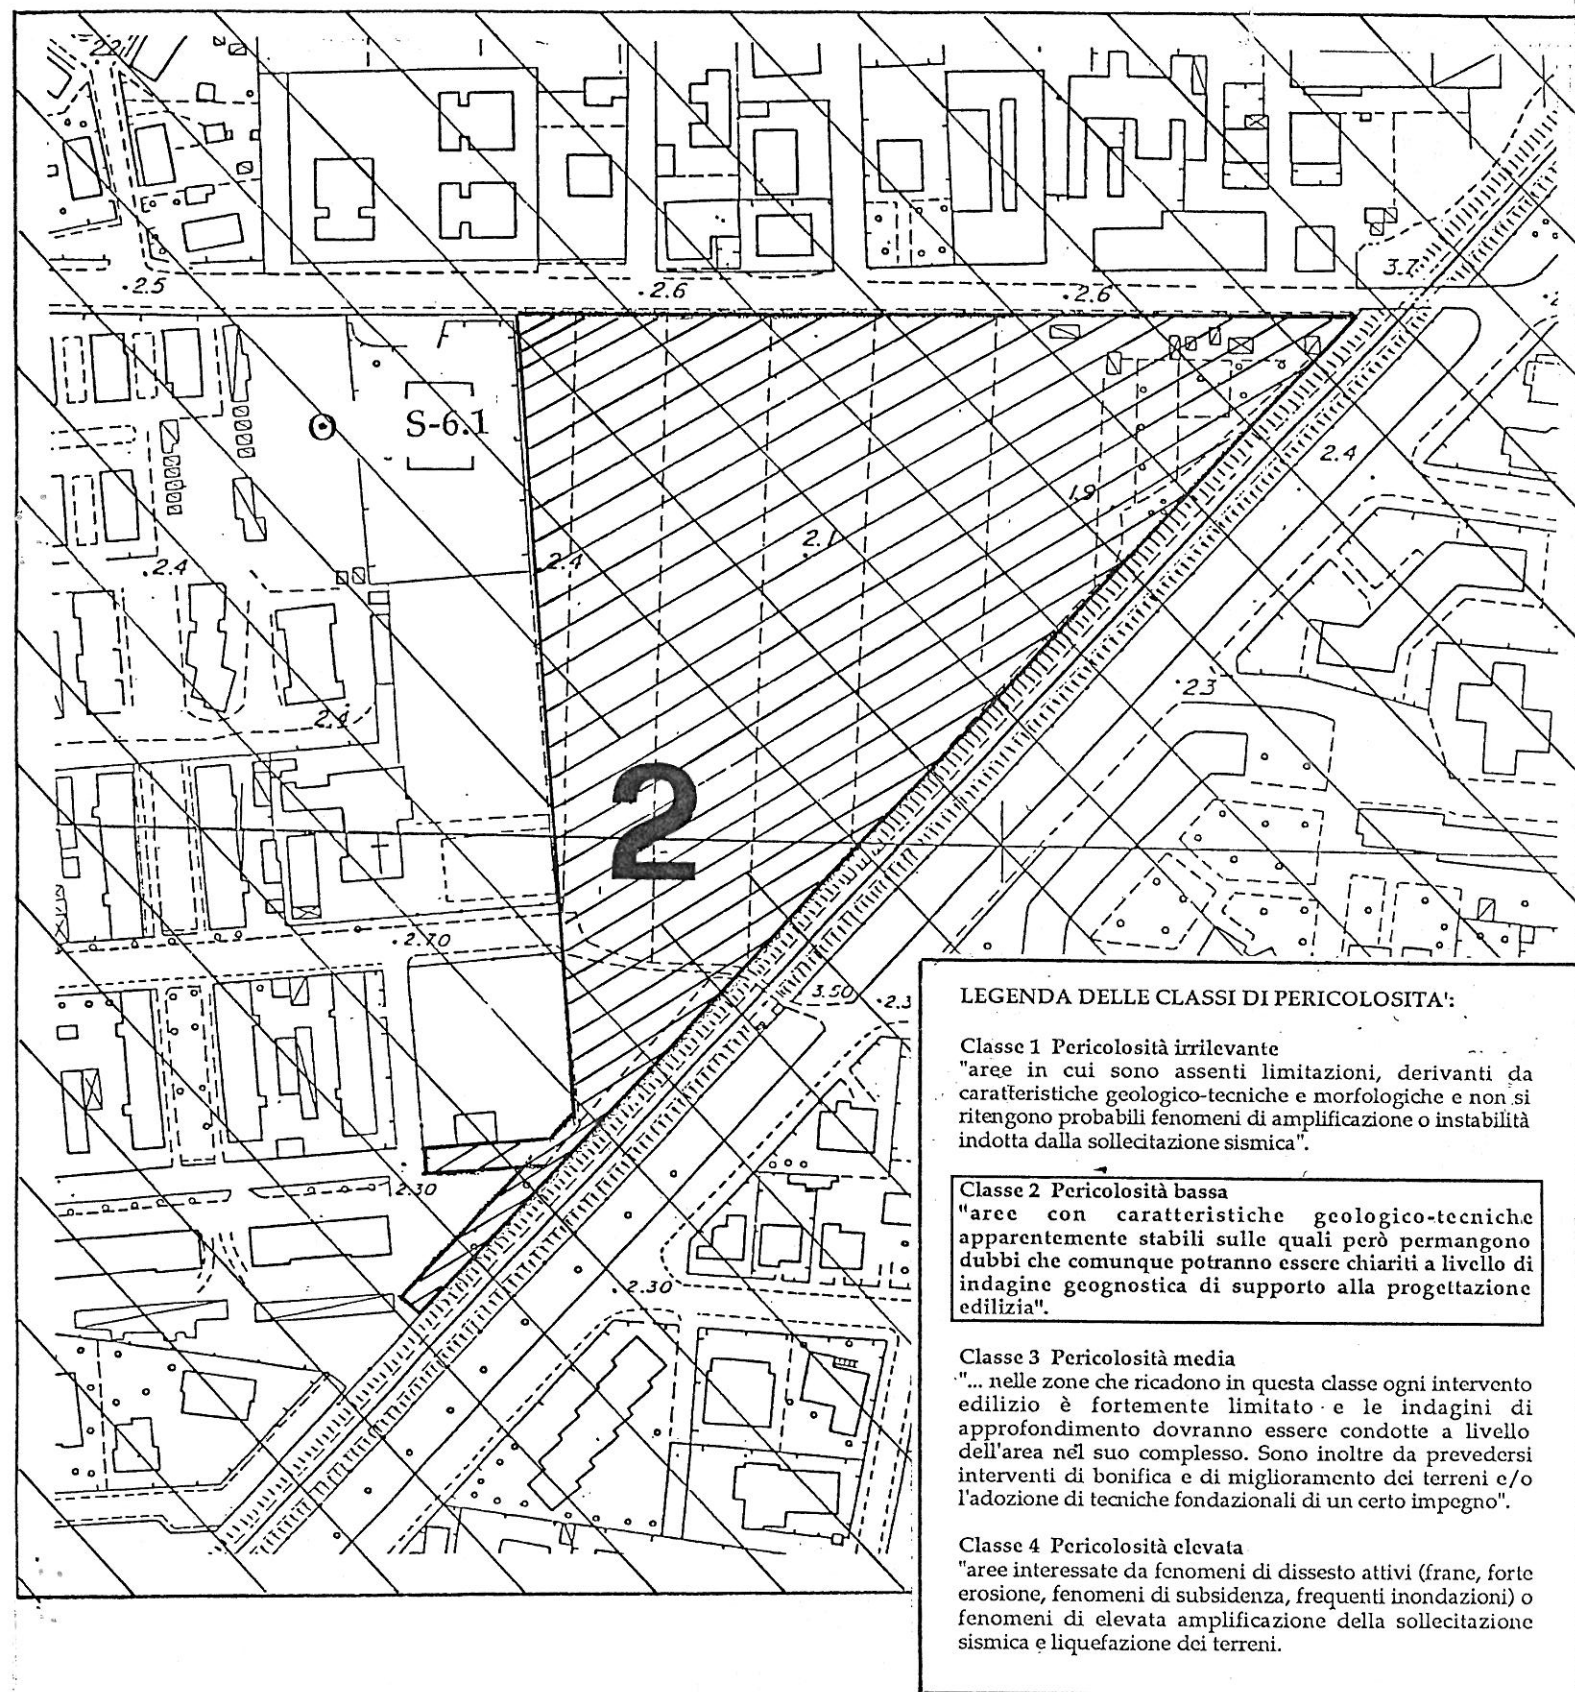 22
.2.5
.2.6
.2.6
3.7
S-6.1
2.4
1.9
2.1
.2.4
2.4
.2.3
2
.2.70
3.50
.2.3
2.30
.2.30
LEGENDA DELLE CLASSI DI PERICOLOSITA':
Classe 1 Pericolosità irrilevante
"aree in cui sono assenti limitazioni, derivanti da
caratteristiche geologico-tecniche e morfologiche e non si
ritengono probabili fenomeni di amplificazione o instabilità
indotta dalla sollecitazione sismica".
Classe 2 Pericolosità bassa
"aree con caratteristiche geologico-tecniche
apparentemente stabili sulle quali però permangono
dubbi che comunque potranno essere chiariti a livello di
indagine geognostica di supporto alla progettazione
edilizia".
Classe 3 Pericolosità media
"... nelle zone che ricadono in questa classe ogni intervento
edilizio è fortemente limitato e le indagini di
approfondimento dovranno essere condotte a livello
dell'area nel suo complesso. Sono inoltre da prevedersi
interventi di bonifica e di miglioramento dei terreni e/o
l'adozione di tecniche fondazionali di un certo impegno".
Classe 4 Pericolosità elevata
"aree interessate da fenomeni di dissesto attivi (frane, forte
erosione, fenomeni di subsidenza, frequenti inondazioni) o
fenomeni di elevata amplificazione della sollecitazione
sismica e liquefazione dei terreni.